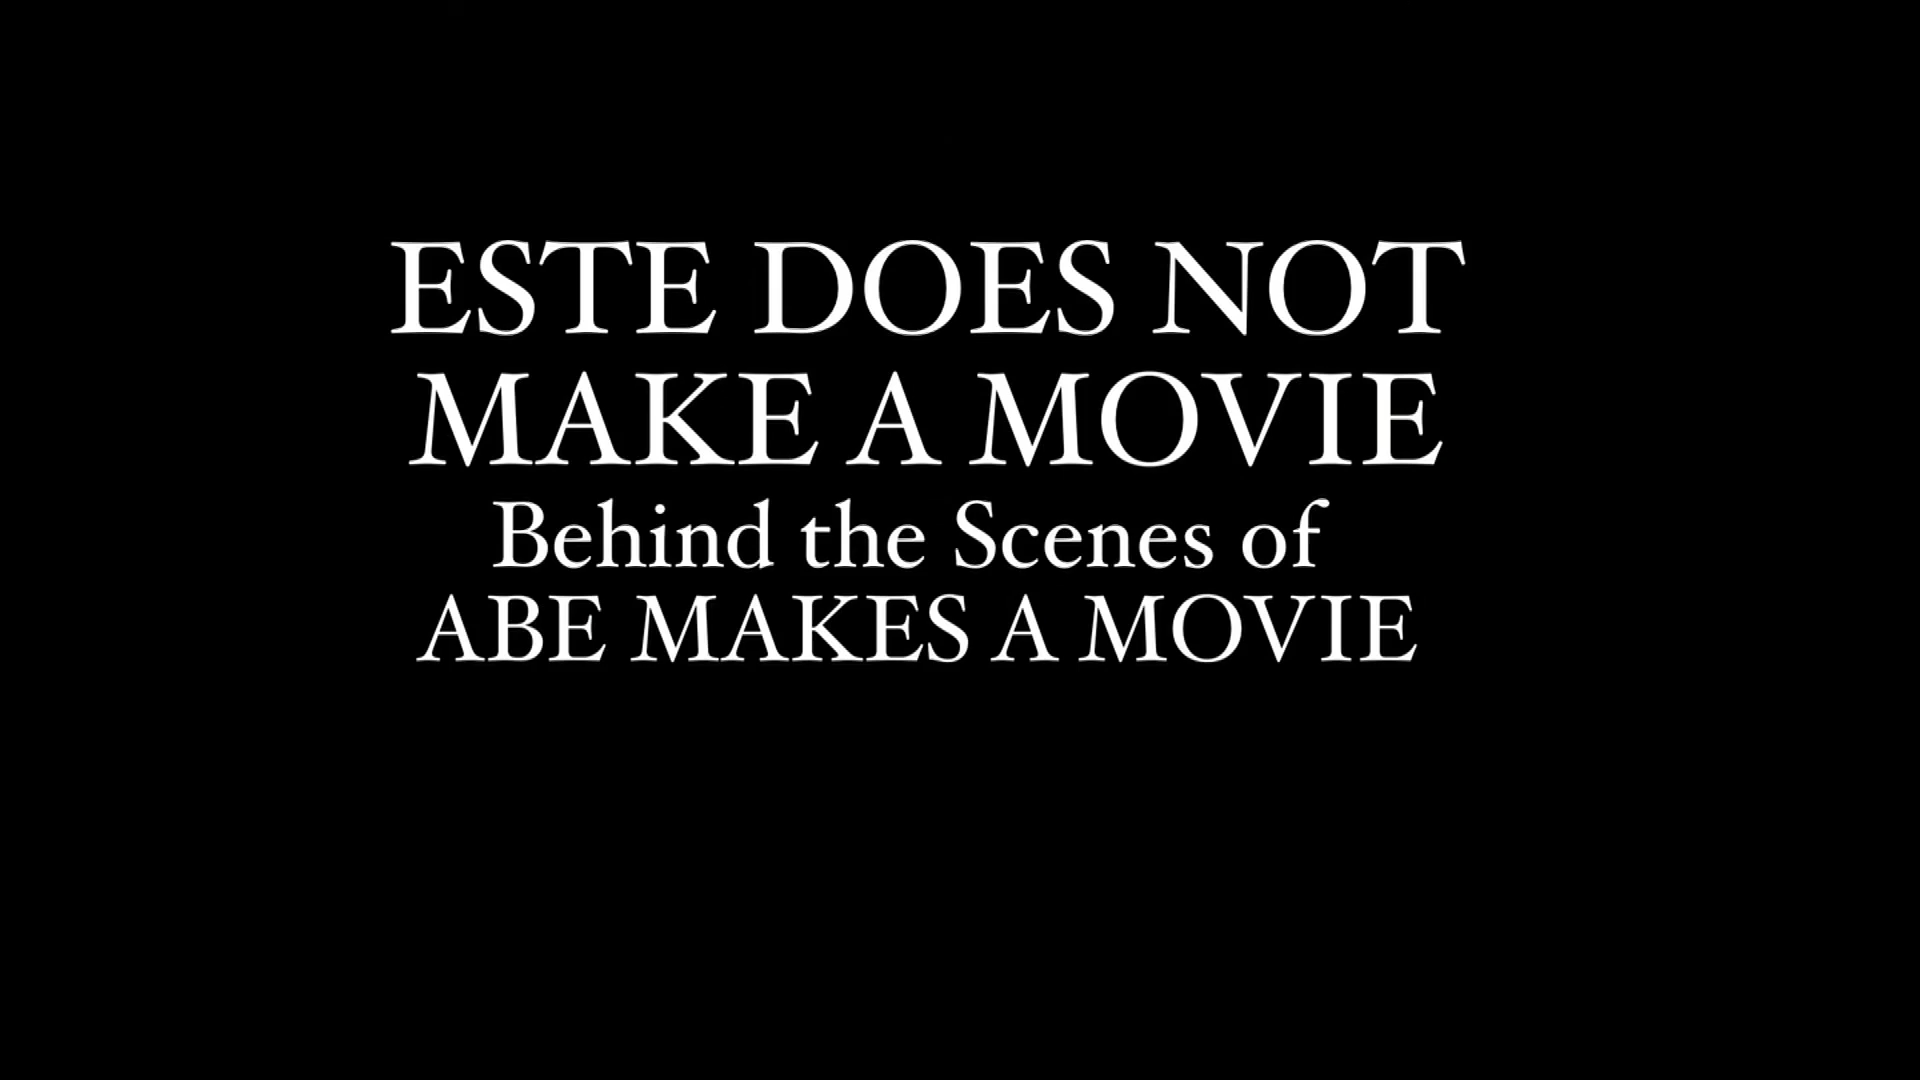 ESTE DOES NOT
MAKE A MOVIE
Behind the Scenes of
ABE MAKES A MOVIE